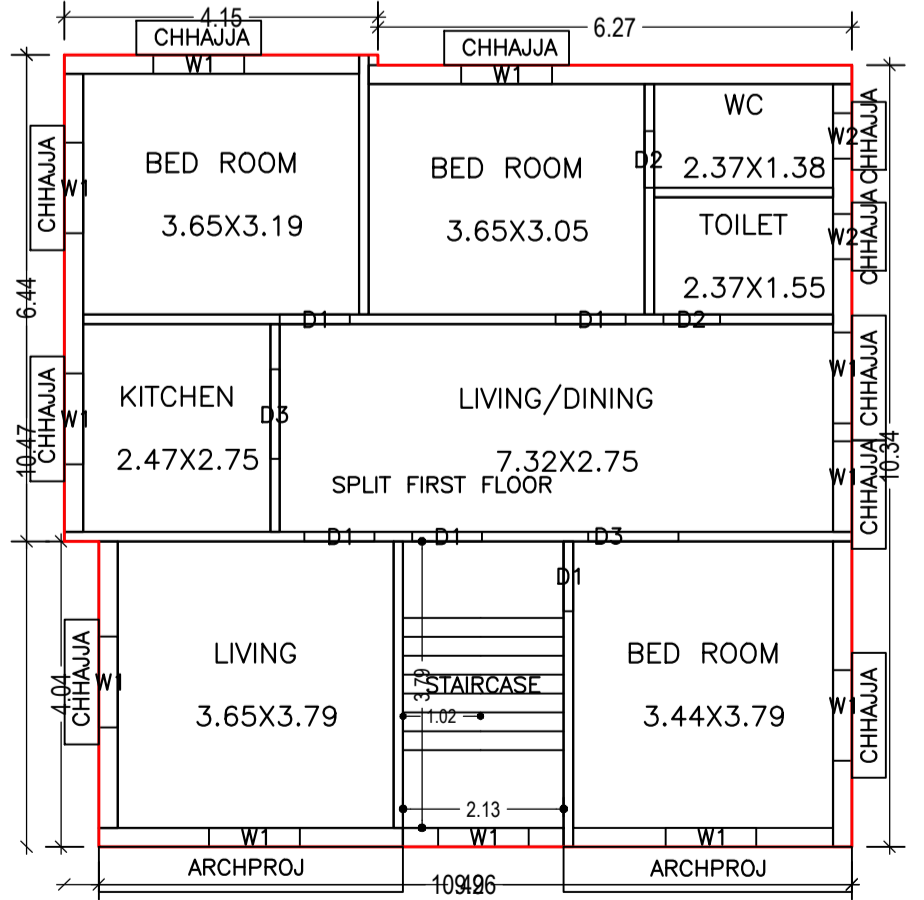 4.15
6.27
CHHAJJA
CHHAJJA
W1
W1
WC
CHHAJJA
W2
CHHAJJA
BED ROOM
BED ROOM
D2
2.37X1.38
W1
3.65X3.19
3.65X3.05
TOILET
W2
CHHAJJA
2.37X1.55
6.44
D1
D1
D2
CHHAJJA
W1
KITCHEN
D3
LIVING/DINING
W1
CHHAJJA
2.47X2.75
7.32X2.75
10.47
10.34
SPLIT FIRST FLOOR
W1
CHHAJJA
D1
D1
D3
D1
LIVING
BED ROOM
4.04
CHHAJJA
W1
3.79
STAIRCASE
W1
CHHAJJA
3.65X3.79
1.02
3.44X3.79
2.13
W1
W1
W1
ARCHPROJ
ARCHPROJ